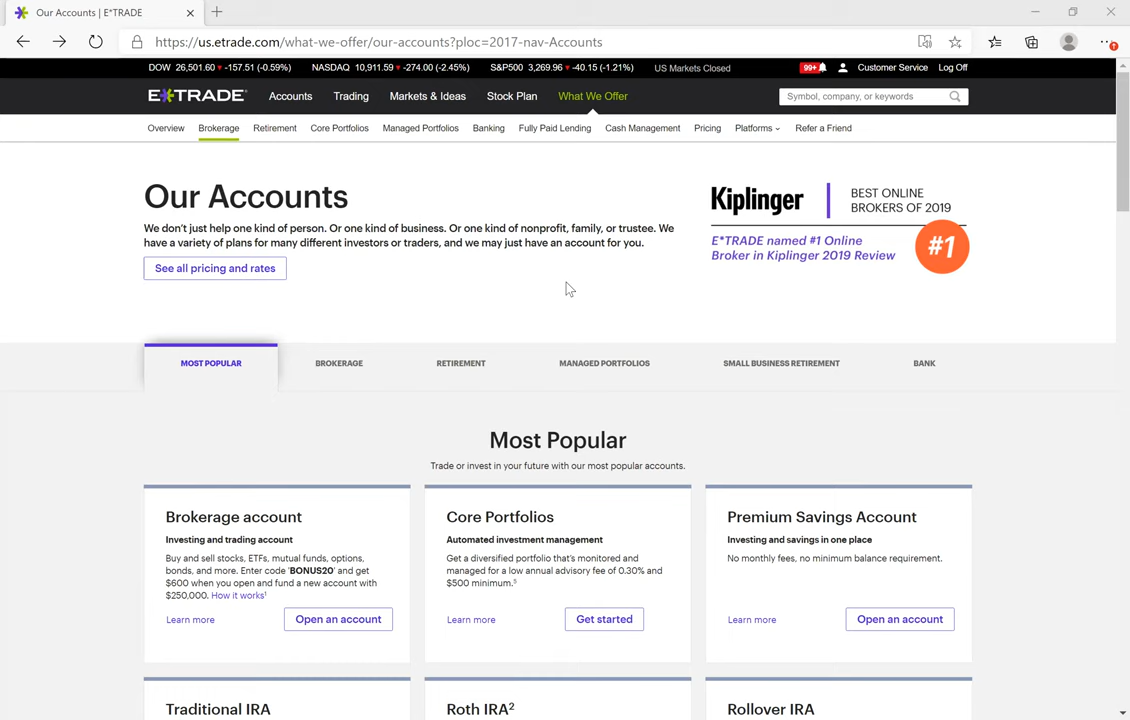 Our Accounts | E*TRADE
https://us.etrade.com/what-we-offer/our-accounts?ploc=2017-nav-Accounts
DOW 26,501.60 -157.51 (-0.59%) NASDAQ 10,911.59 -274.00 (-2.45%) S&P500 3,269.96 -40.15 (-1.21%) US Markets Closed 99+ Customer Service Log Off
E*TRADE Accounts Trading Markets & Ideas Stock Plan What We Offer Symbol, company, or keywords
Overview Brokerage Retirement Core Portfolios Managed Portfolios Banking Fully Paid Lending Cash Management Pricing Platforms Refer a Friend
Our Accounts
We don't just help one kind of person. Or one kind of business. Or one kind of nonprofit, family, or trustee. We
have a variety of plans for many different investors or traders, and we may just have an account for you.
See all pricing and rates
Kiplinger
BEST ONLINE
BROKERS OF 2019
E*TRADE named #1 Online
Broker in Kiplinger 2019 Review
#1
MOST POPULAR BROKERAGE RETIREMENT MANAGED PORTFOLIOS SMALL BUSINESS RETIREMENT BANK
Most Popular
Trade or invest in your future with our most popular accounts.
Brokerage account
Investing and trading account
Buy and sell stocks, ETFs, mutual funds, options,
bonds, and more. Enter code 'BONUS20' and get
$600 when you open and fund a new account with
$250,000. How it works¹
Learn more Open an account
Core Portfolios
Automated investment management
Get a diversified portfolio that's monitored and
managed for a low annual advisory fee of 0.30% and
$500 minimum.⁵
Learn more Get started
Premium Savings Account
Investing and savings in one place
No monthly fees, no minimum balance requirement.
Learn more Open an account
Traditional IRA
Roth IRA²
Rollover IRA